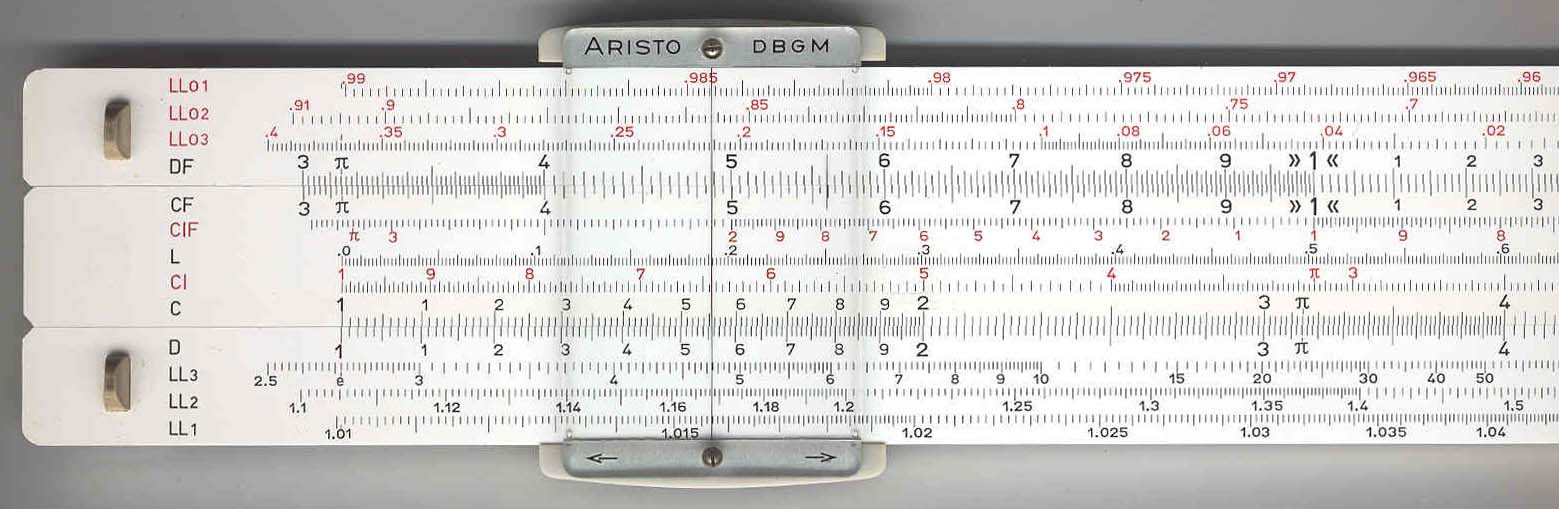 ARISTO DBGM
LL01 .99 .985 .98 .975 .97 .965 .96
LL02 .91 .9 .85 .8 .75 .7
LL03 .4 .35 .3 .25 .2 .15 .1 .08 .06 .04 .02
DF 3 π 4 5 6 7 8 9 » 1 « 1 2 3
CF 3 π 4 5 6 7 8 9 » 1 « 1 2 3
CIF π 3 2 9 8 7 6 5 4 3 2 1 1 9 8
L .0 .1 .2 .3 .4 .5 .6
CI 1 9 8 7 6 5 4 π 3
C 1 1 2 3 4 5 6 7 8 9 2 3 π 4
D 1 1 2 3 4 5 6 7 8 9 2 3 π 4
LL3 2.5 e 3 4 5 6 7 8 9 10 15 20 30 40 50
LL2 1.1 1.12 1.14 1.16 1.18 1.2 1.25 1.3 1.35 1.4 1.5
LL1 1.01 1.015 1.02 1.025 1.03 1.035 1.04
← →